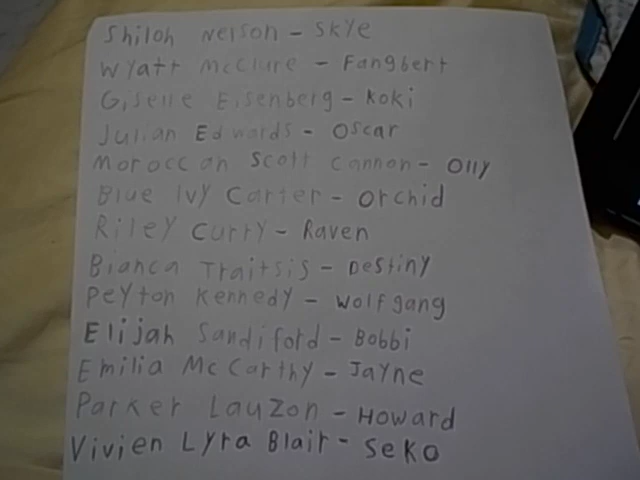 Shiloh Nelson - Skye
Wyatt McClure - Fangbert
Giselle Eisenberg - Koki
Julian Edwards - Oscar
Moroccan Scott Cannon - Olly
Blue Ivy Carter - Orchid
Riley Curry - Raven
Bianca Traitsis - Destiny
Peyton Kennedy - Wolfgang
Elijah Sandiford - Bobbi
Emilia McCarthy - Jayne
Parker Lauzon - Howard
Vivien Lyra Blair - Seko